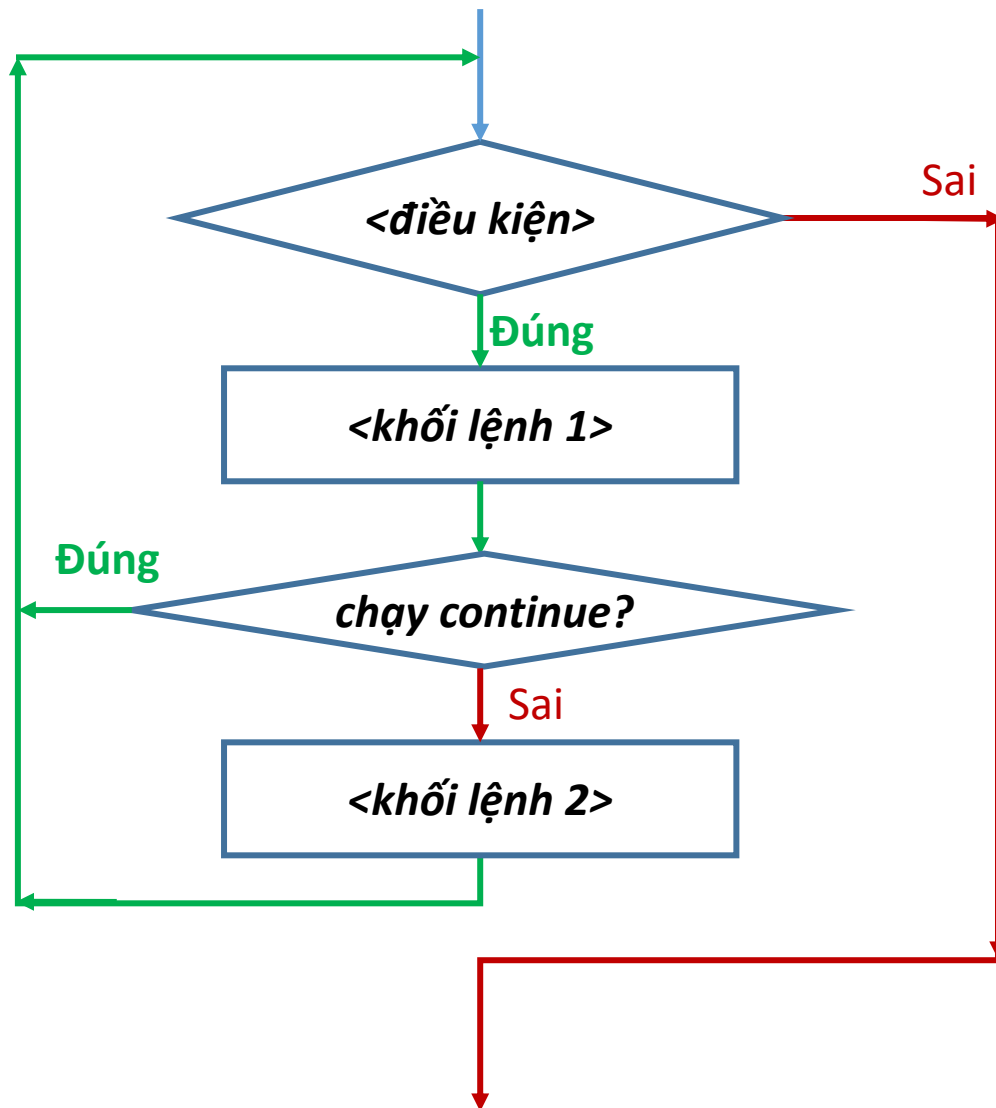 Sai
<điều kiện>
Đúng
<khối lệnh 1>
Đúng
chạy continue?
Sai
<khối lệnh 2>